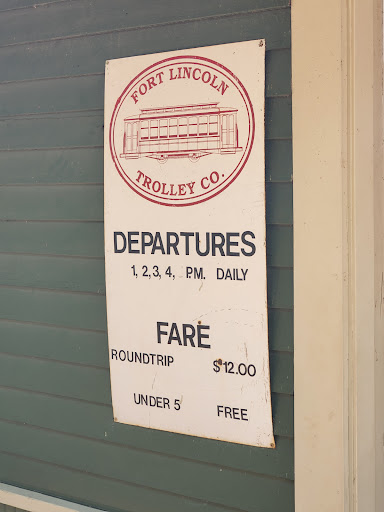 FORT LINCOLN
TROLLEY CO.
DEPARTURES
1, 2, 3, 4, P.M. DAILY
FARE
ROUNDTRIP $12.00
UNDER 5 FREE